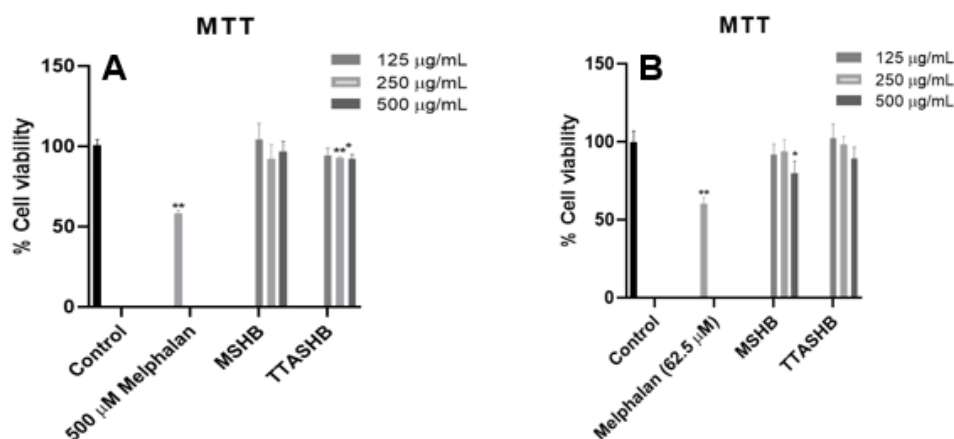 MTT
A
125 μg/mL
250 μg/mL
500 μg/mL
150
100
50
0
% Cell viability
**
***
Control
500 μM Melphalan
MSHB
TTASHB
MTT
B
125 μg/mL
250 μg/mL
500 μg/mL
150
100
50
0
% Cell viability
**
*
Control
Melphalan (62.5 μM)
MSHB
TTASHB